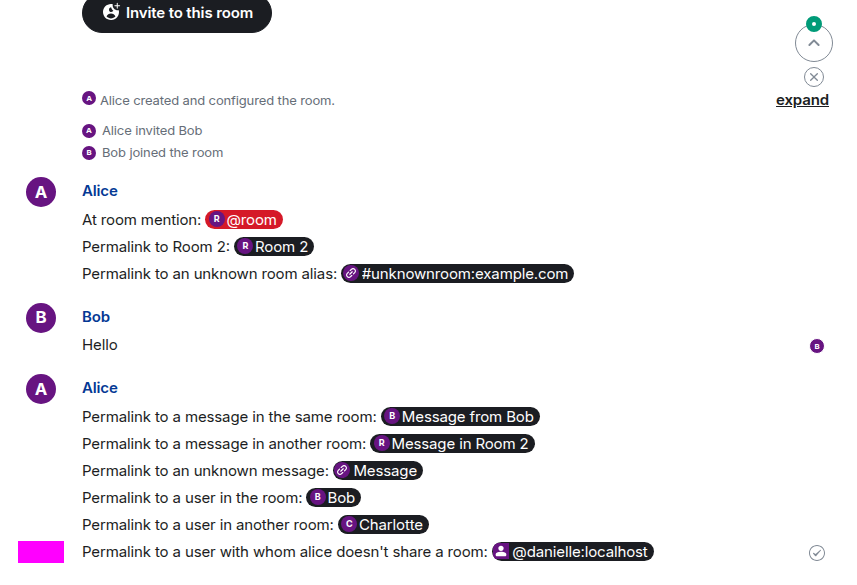 Invite to this room
A Alice created and configured the room.
expand
A Alice invited Bob
B Bob joined the room
A Alice
At room mention: R @room
Permalink to Room 2: R Room 2
Permalink to an unknown room alias: #unknownroom:example.com
B Bob
Hello B
A Alice
Permalink to a message in the same room: B Message from Bob
Permalink to a message in another room: R Message in Room 2
Permalink to an unknown message: Message
Permalink to a user in the room: B Bob
Permalink to a user in another room: C Charlotte
Permalink to a user with whom alice doesn't share a room: @danielle:localhost